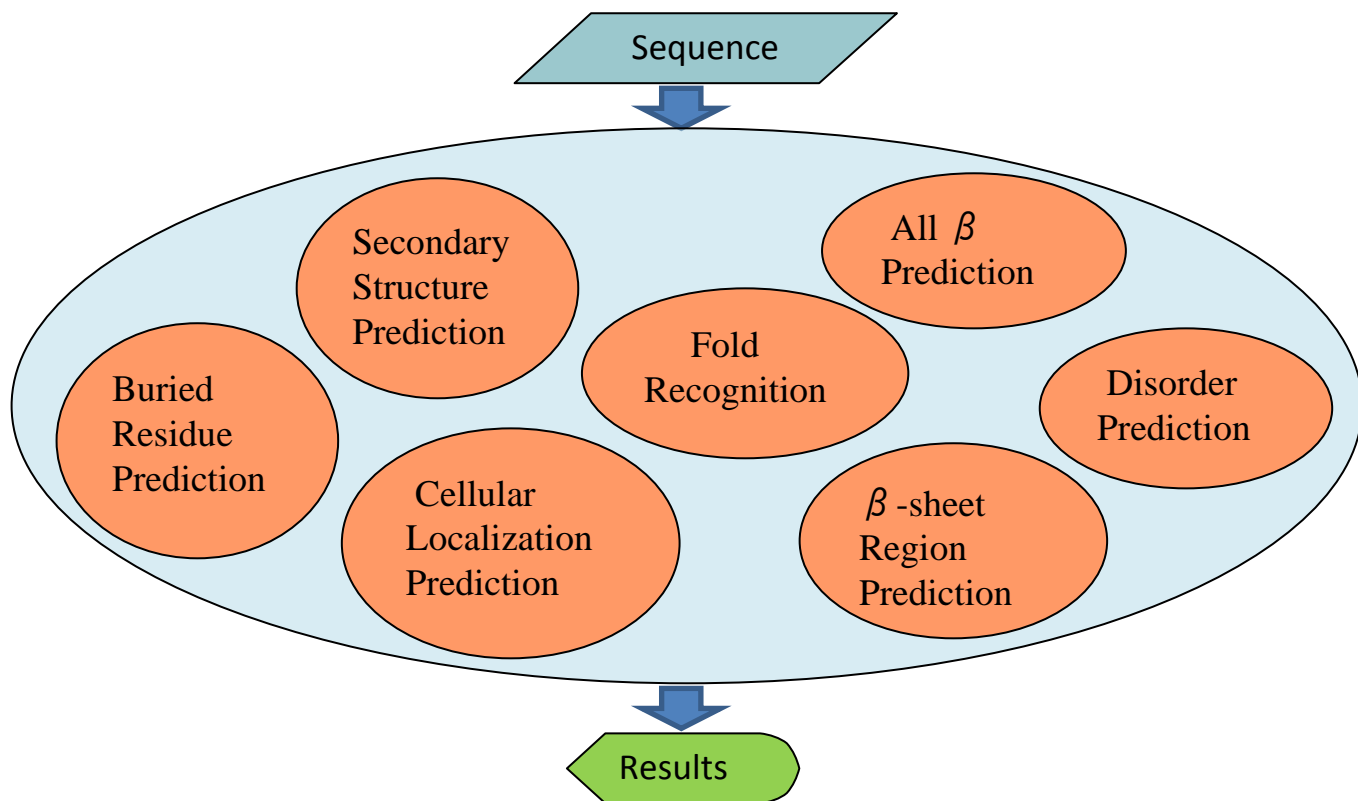 Sequence
Secondary
Structure
Prediction
All β
Prediction
Fold
Recognition
Buried
Residue
Prediction
Disorder
Prediction
Cellular
Localization
Prediction
β-sheet
Region
Prediction
Results